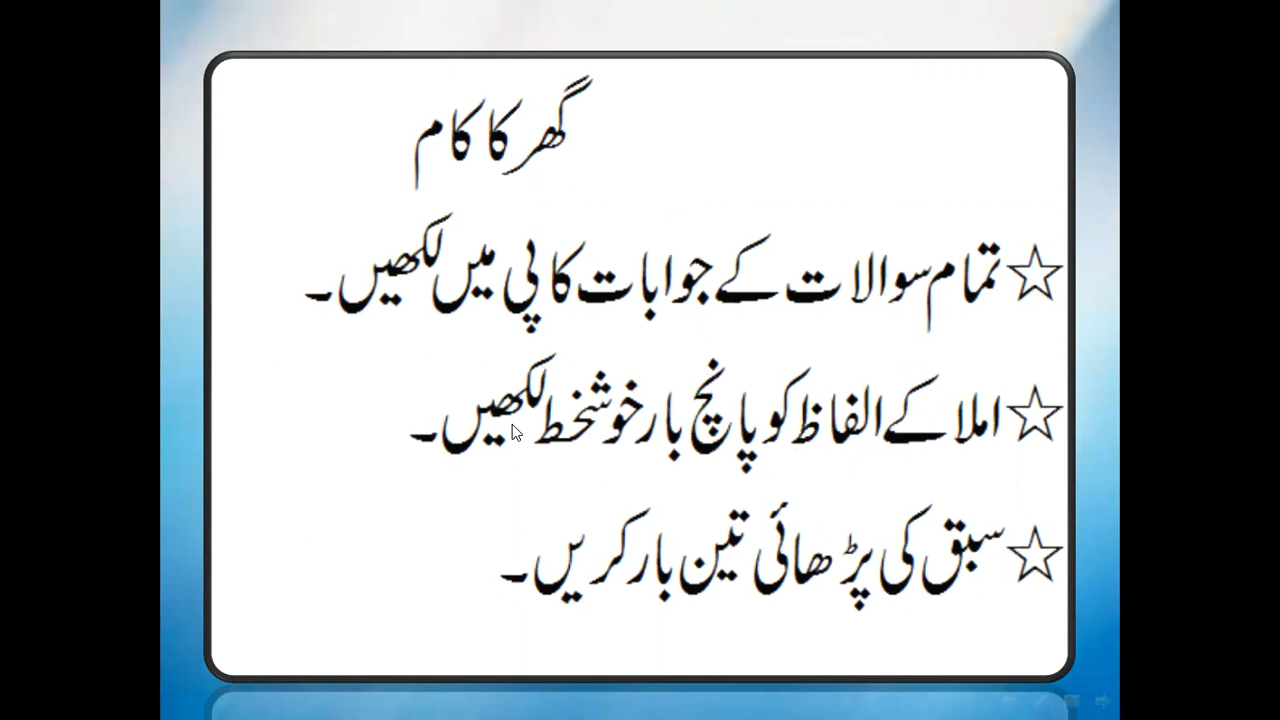 گھر کا کام
☆ تمام سوالات کے جوابات کاپی میں لکھیں۔
☆ املا کے الفاظ کو پانچ بار خوشخط لکھیں۔
☆ سبق کی پڑھائی تین بار کریں۔